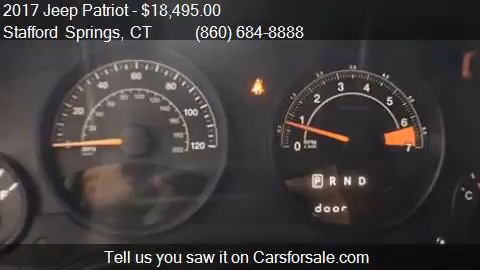 2017 Jeep Patriot - $18,495.00
Stafford Springs, CT (860) 684-8888
20 40 60 80 100 120
MPH
0 1 2 3 4 5 6 7
RPM
P R N D
door
F
C
Tell us you saw it on Carsforsale.com